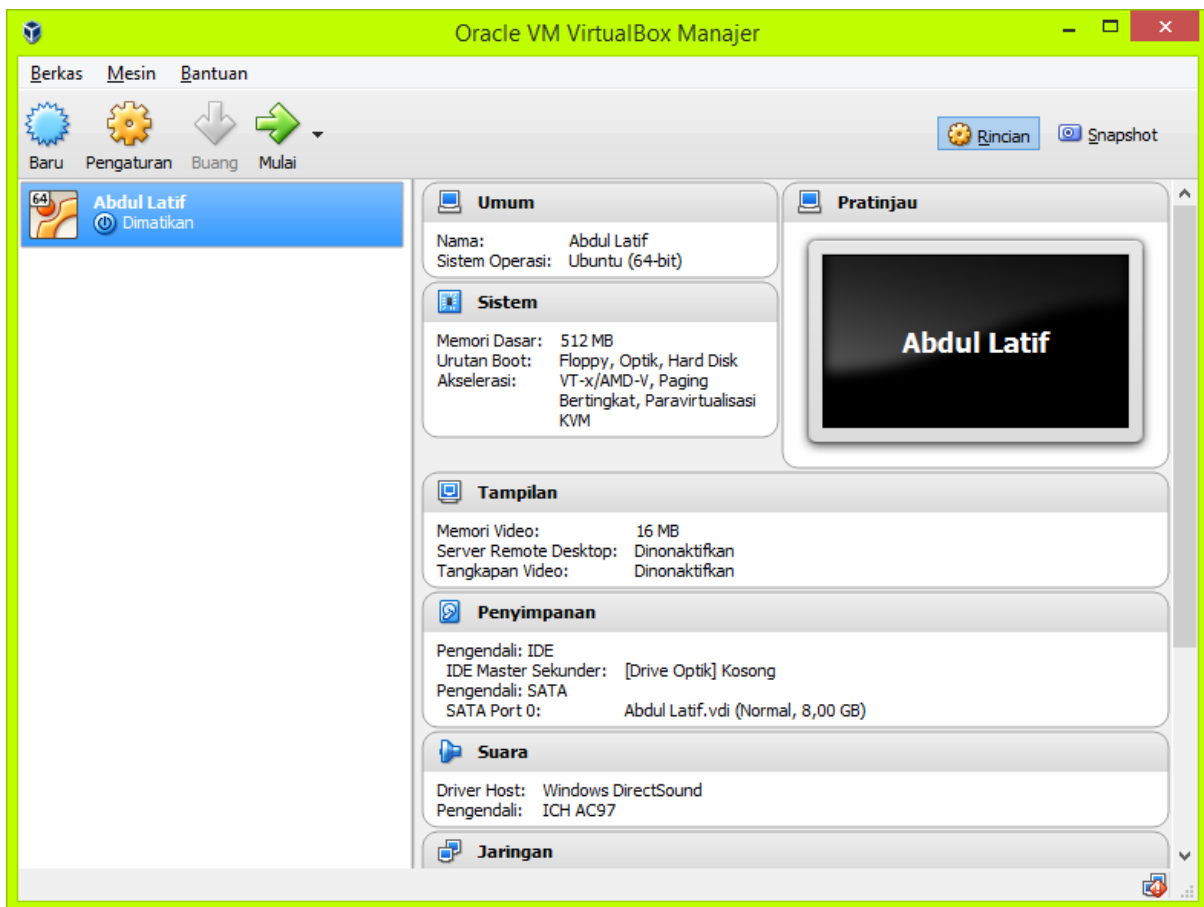 Oracle VM VirtualBox Manajer
Berkas Mesin Bantuan
Baru Pengaturan Buang Mulai
Rincian Snapshot
64
Abdul Latif
Dimatikan
Umum
Nama: Abdul Latif
Sistem Operasi: Ubuntu (64-bit)
Pratinjau
Abdul Latif
Sistem
Memori Dasar: 512 MB
Urutan Boot: Floppy, Optik, Hard Disk
Akselerasi: VT-x/AMD-V, Paging
Bertingkat, Paravirtualisasi
KVM
Tampilan
Memori Video: 16 MB
Server Remote Desktop: Dinonaktifkan
Tangkapan Video: Dinonaktifkan
Penyimpanan
Pengendali: IDE
IDE Master Sekunder: [Drive Optik] Kosong
Pengendali: SATA
SATA Port 0: Abdul Latif.vdi (Normal, 8,00 GB)
Suara
Driver Host: Windows DirectSound
Pengendali: ICH AC97
Jaringan